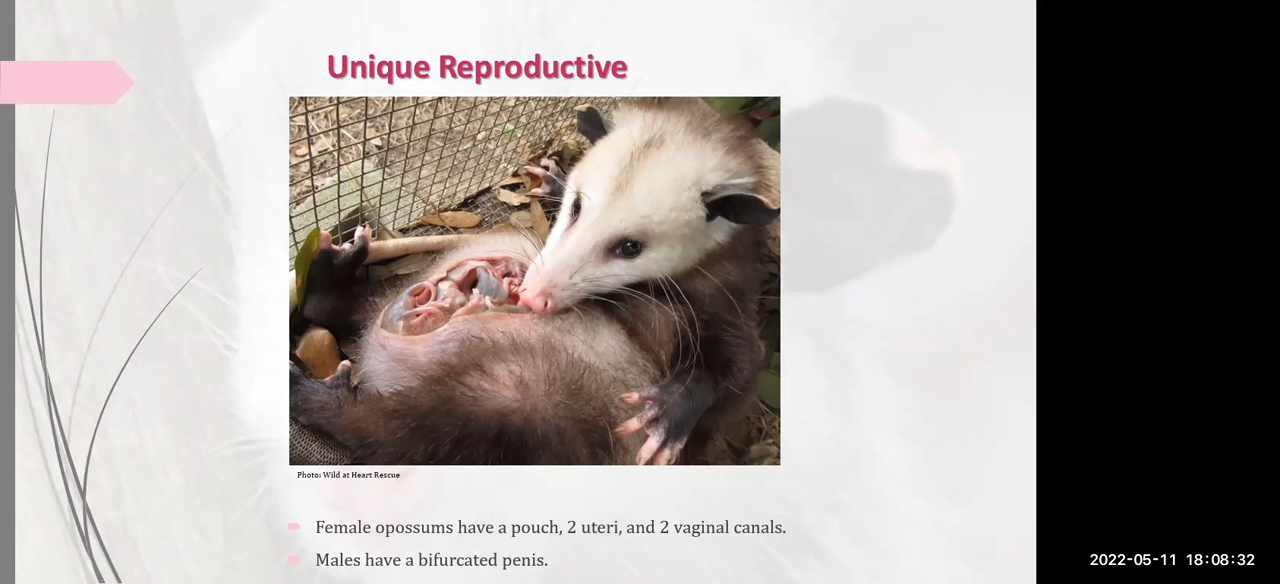 Unique Reproductive
Photo: Wild at Heart Rescue
Female opossums have a pouch, 2 uteri, and 2 vaginal canals.
Males have a bifurcated penis.
2022-05-11 18:08:32